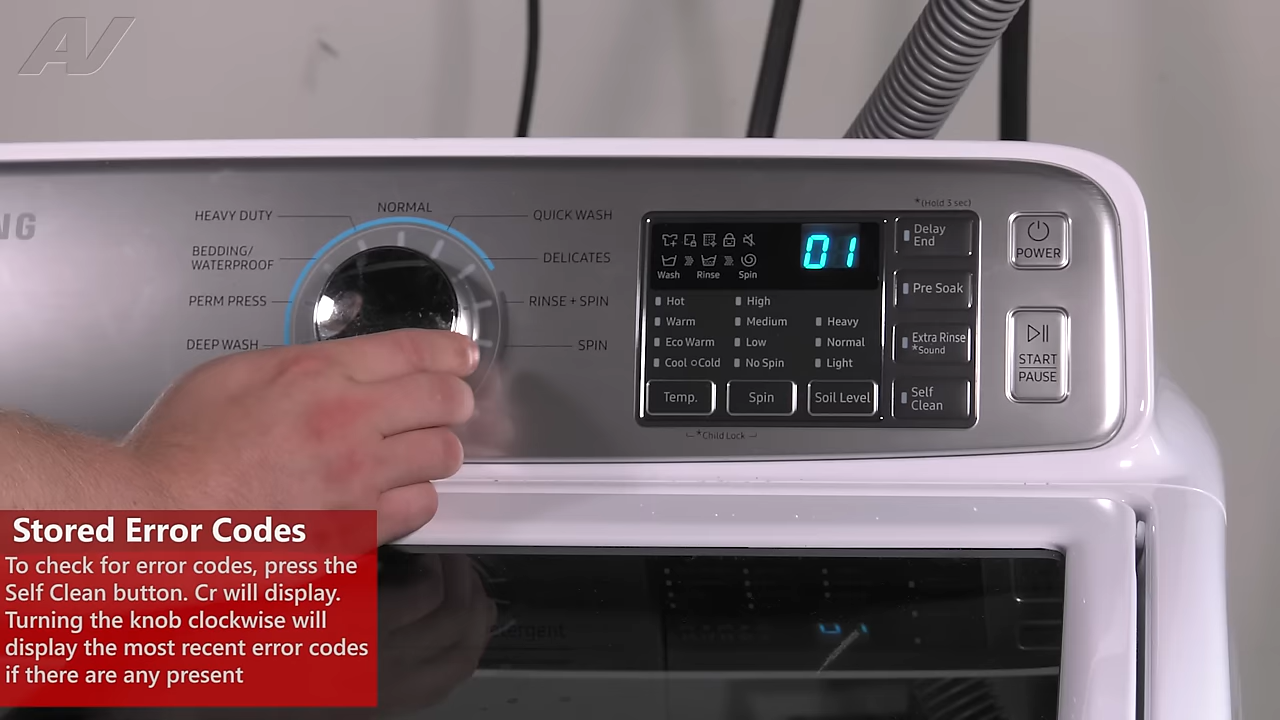 AV
NG
NORMAL
HEAVY DUTY
QUICK WASH
BEDDING/
WATERPROOF
DELICATES
PERM PRESS
RINSE + SPIN
DEEP WASH
SPIN
Wash
Rinse
Spin
01
Hot
High
Warm
Medium
Heavy
Eco Warm
Low
Normal
Cool
Cold
No Spin
Light
Temp.
Spin
Soil Level
*Child Lock
*(Hold 3 sec)
Delay
End
Pre Soak
Extra Rinse
*Sound
Self
Clean
POWER
START
PAUSE
Stored Error Codes
To check for error codes, press the
Self Clean button. Cr will display.
Turning the knob clockwise will
display the most recent error codes
if there are any present